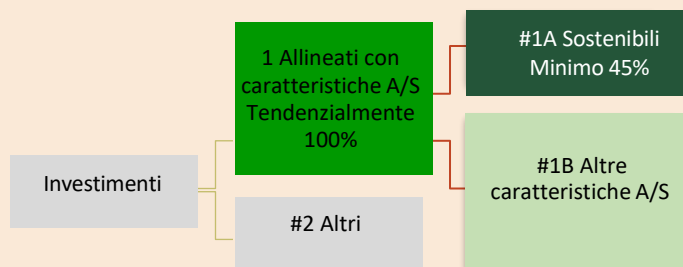 Investimenti
1 Allineati con
caratteristiche A/S
Tendenzialmente
100%
#2 Altri
#1A Sostenibili
Minimo 45%
#1B Altre
caratteristiche A/S